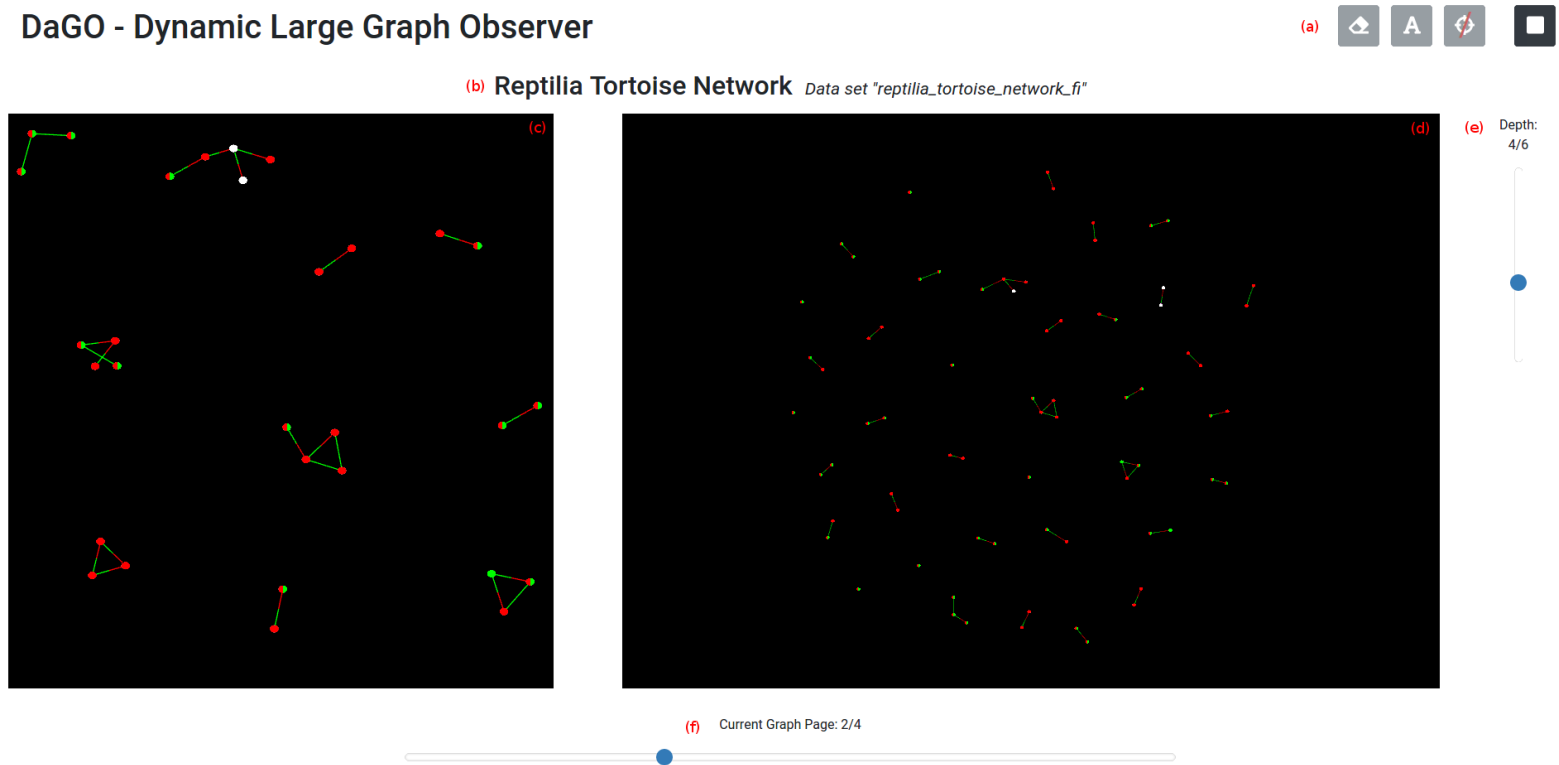 DaGO - Dynamic Large Graph Observer
(a)
A
(b) Reptilia Tortoise Network Data set "reptilia_tortoise_network_fi"
(c)
(d)
(e) Depth:
4/6
(f) Current Graph Page: 2/4